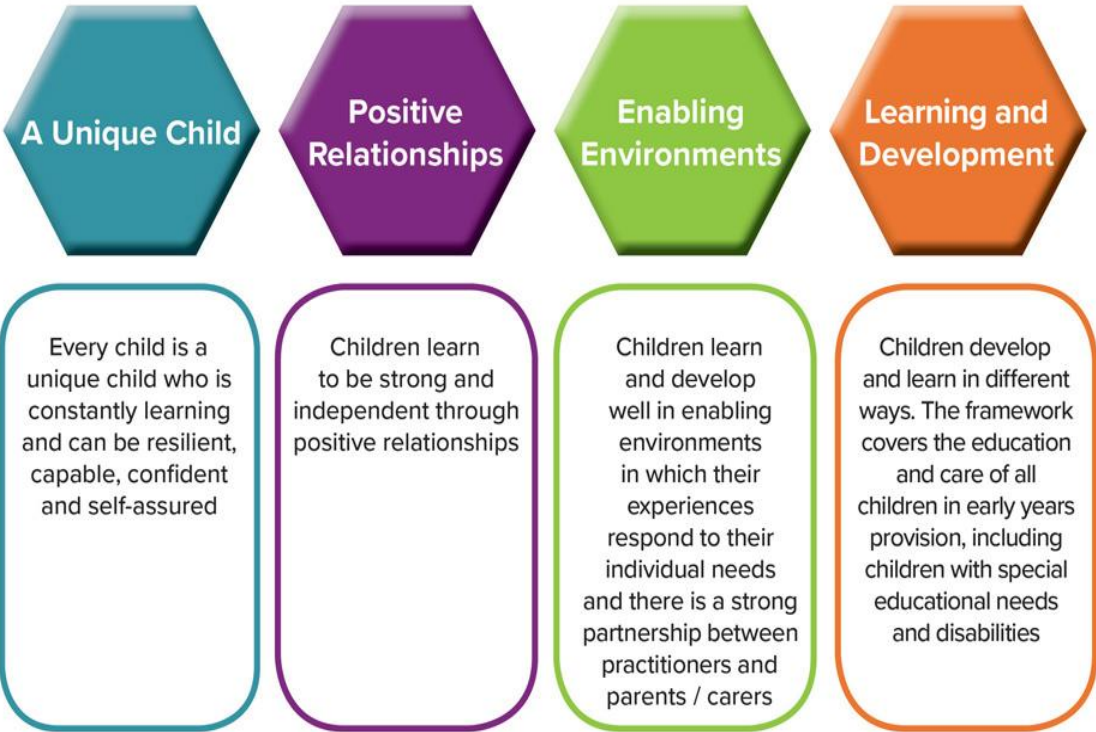 A Unique Child
Positive
Relationships
Enabling
Environments
Learning and
Development
Every child is a
unique child who is
constantly learning
and can be resilient,
capable, confident
and self-assured
Children learn
to be strong and
independent through
positive relationships
Children learn
and develop
well in enabling
environments
in which their
experiences
respond to their
individual needs
and there is a strong
partnership between
practitioners and
parents / carers
Children develop
and learn in different
ways. The framework
covers the education
and care of all
children in early years
provision, including
children with special
educational needs
and disabilities